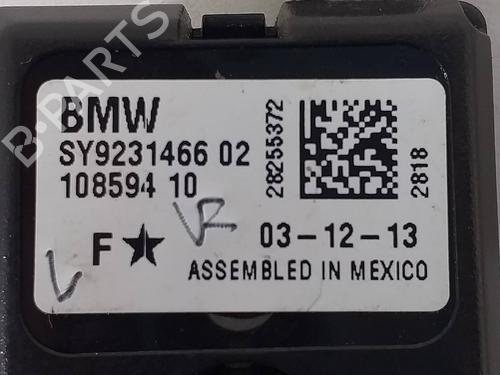 B-PARTS
BMW
SY9231466 02
108594 10
28255372
2818
F★
VR
03-12-13
ASSEMBLED IN MEXICO